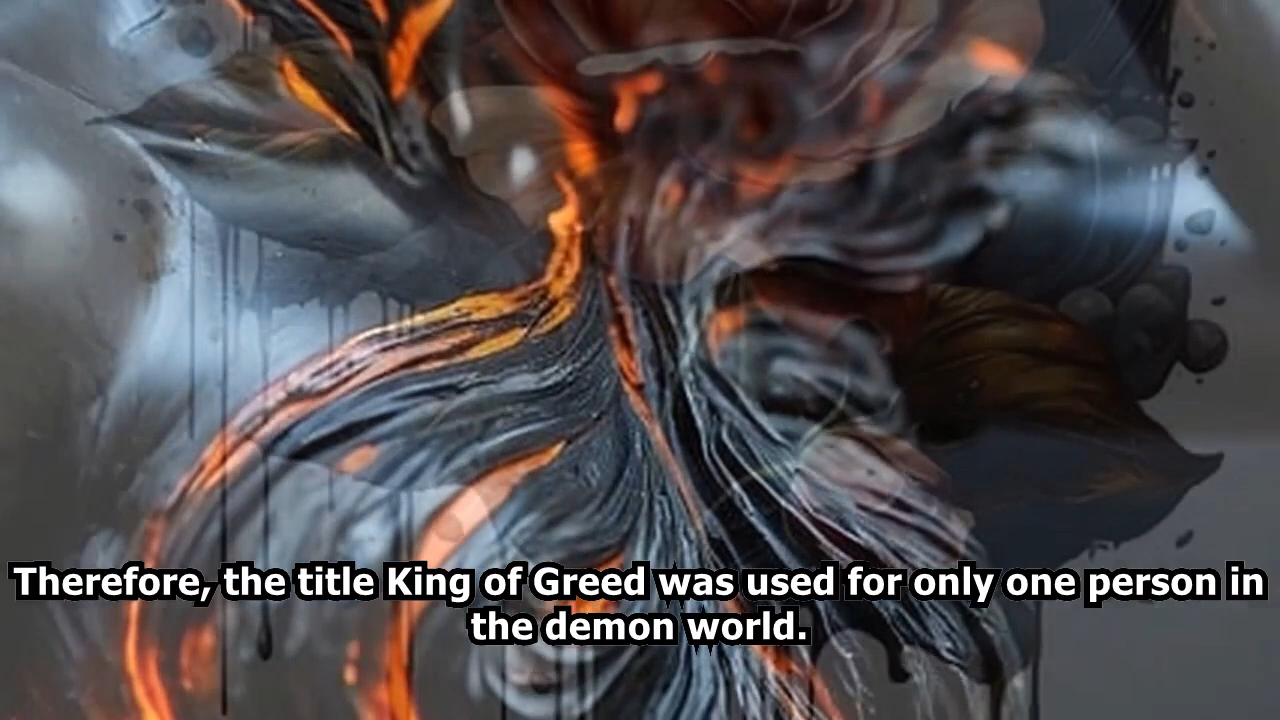 Therefore, the title King of Greed was used for only one person in
the demon world.